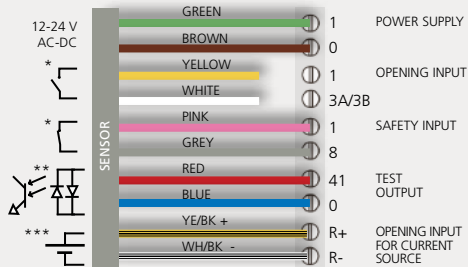 12-24 V
AC-DC
*
*
**
***
SENSOR
GREEN 1 POWER SUPPLY
BROWN 0
YELLOW 1 OPENING INPUT
WHITE 3A/3B
PINK 1 SAFETY INPUT
GREY 8
RED 41 TEST
OUTPUT
BLUE 0
YE/BK + R+ OPENING INPUT
FOR CURRENT
WH/BK - R- SOURCE